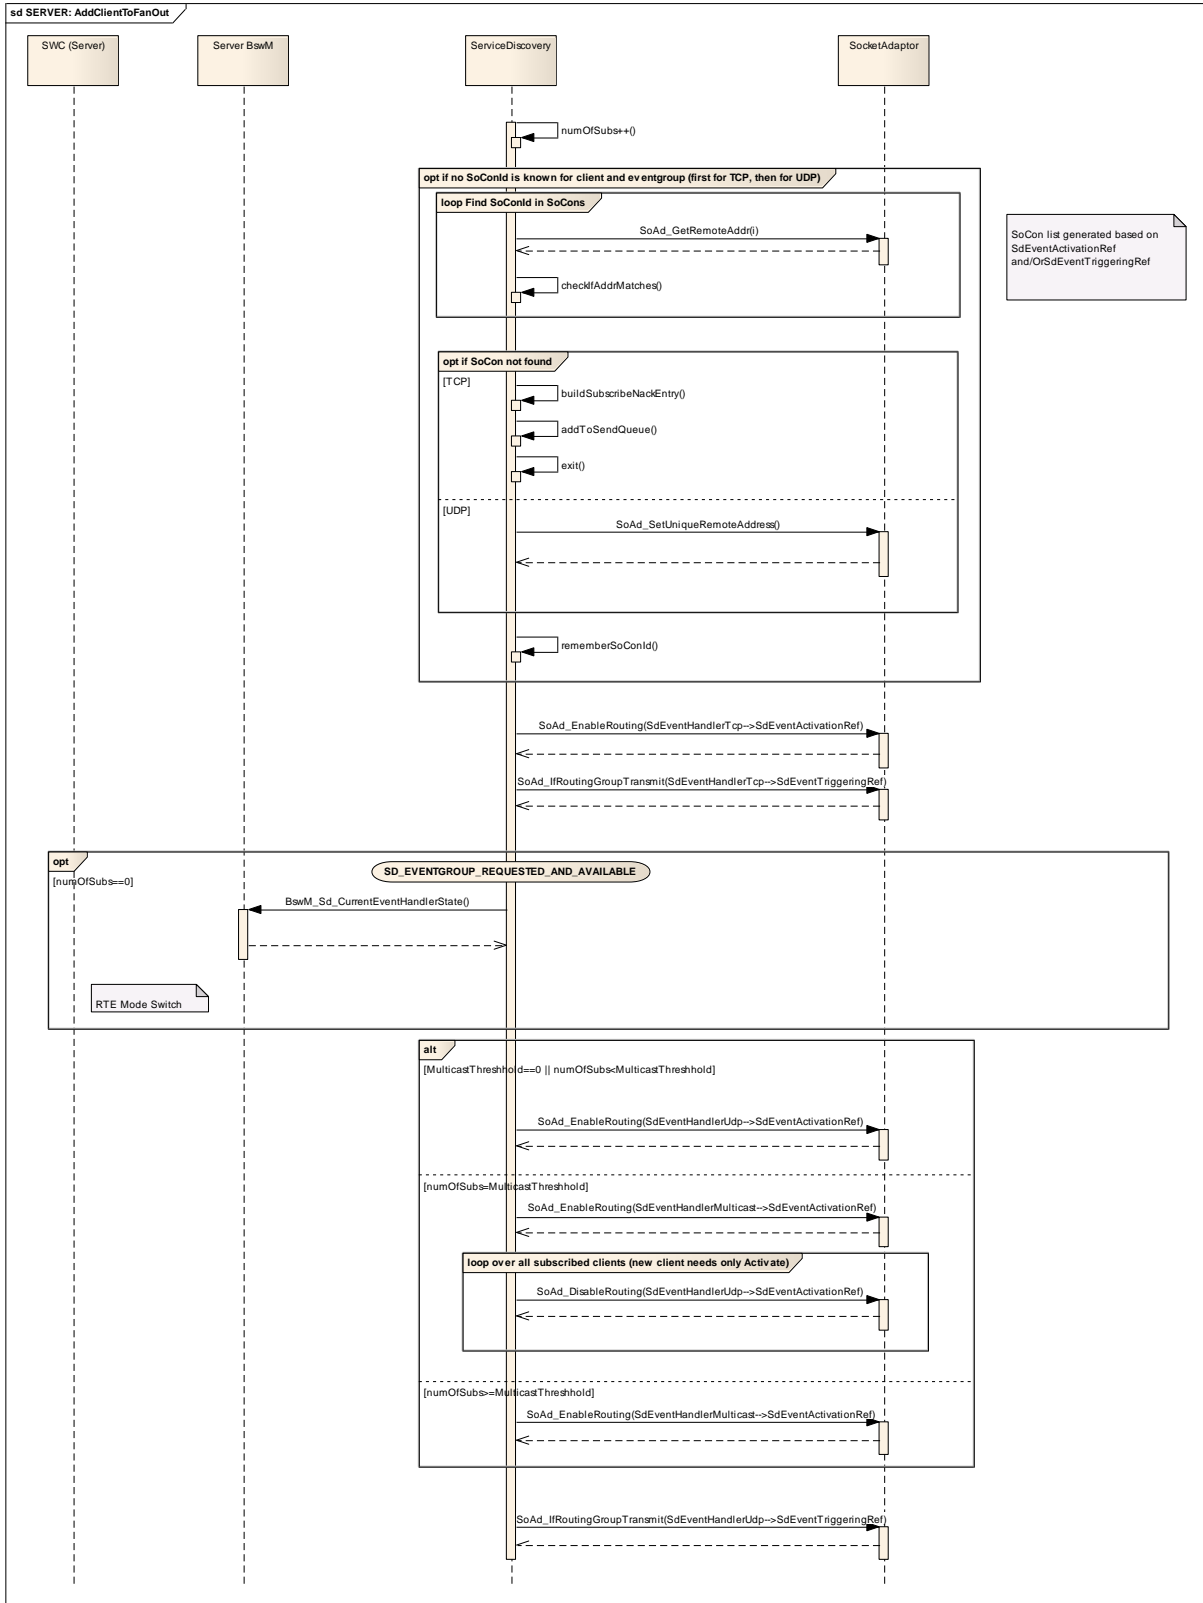 sd SERVER: AddClientToFanOut
SWC (Server)
Server BswM
ServiceDiscovery
SocketAdaptor
numOfSubs++()
opt if no SoConId is known for client and eventgroup (first for TCP, then for UDP)
loop Find SoConId in SoCons
SoAd_GetRemoteAddr(i)
SoCon list generated based on
SdEventActivationRef
and/OrSdEventTriggeringRef
checkIfAddrMatches()
opt if SoCon not found
[TCP]
buildSubscribeNackEntry()
addToSendQueue()
exit()
[UDP]
SoAd_SetUniqueRemoteAddress()
rememberSoConId()
SoAd_EnableRouting(SdEventHandlerTcp-->SdEventActivationRef)
SoAd_IfRoutingGroupTransmit(SdEventHandlerTcp-->SdEventTriggeringRef)
opt
[numOfSubs==0]
SD_EVENTGROUP_REQUESTED_AND_AVAILABLE
BswM_Sd_CurrentEventHandlerState()
RTE Mode Switch
alt
[MulticastThreshhold==0 || numOfSubs<MulticastThreshhold]
SoAd_EnableRouting(SdEventHandlerUdp-->SdEventActivationRef)
[numOfSubs=MulticastThreshhold]
SoAd_EnableRouting(SdEventHandlerMulticast-->SdEventActivationRef)
loop over all subscribed clients (new client needs only Activate)
SoAd_DisableRouting(SdEventHandlerUdp-->SdEventActivationRef)
[numOfSubs>=MulticastThreshhold]
SoAd_EnableRouting(SdEventHandlerMulticast-->SdEventActivationRef)
SoAd_IfRoutingGroupTransmit(SdEventHandlerUdp-->SdEventTriggeringRef)